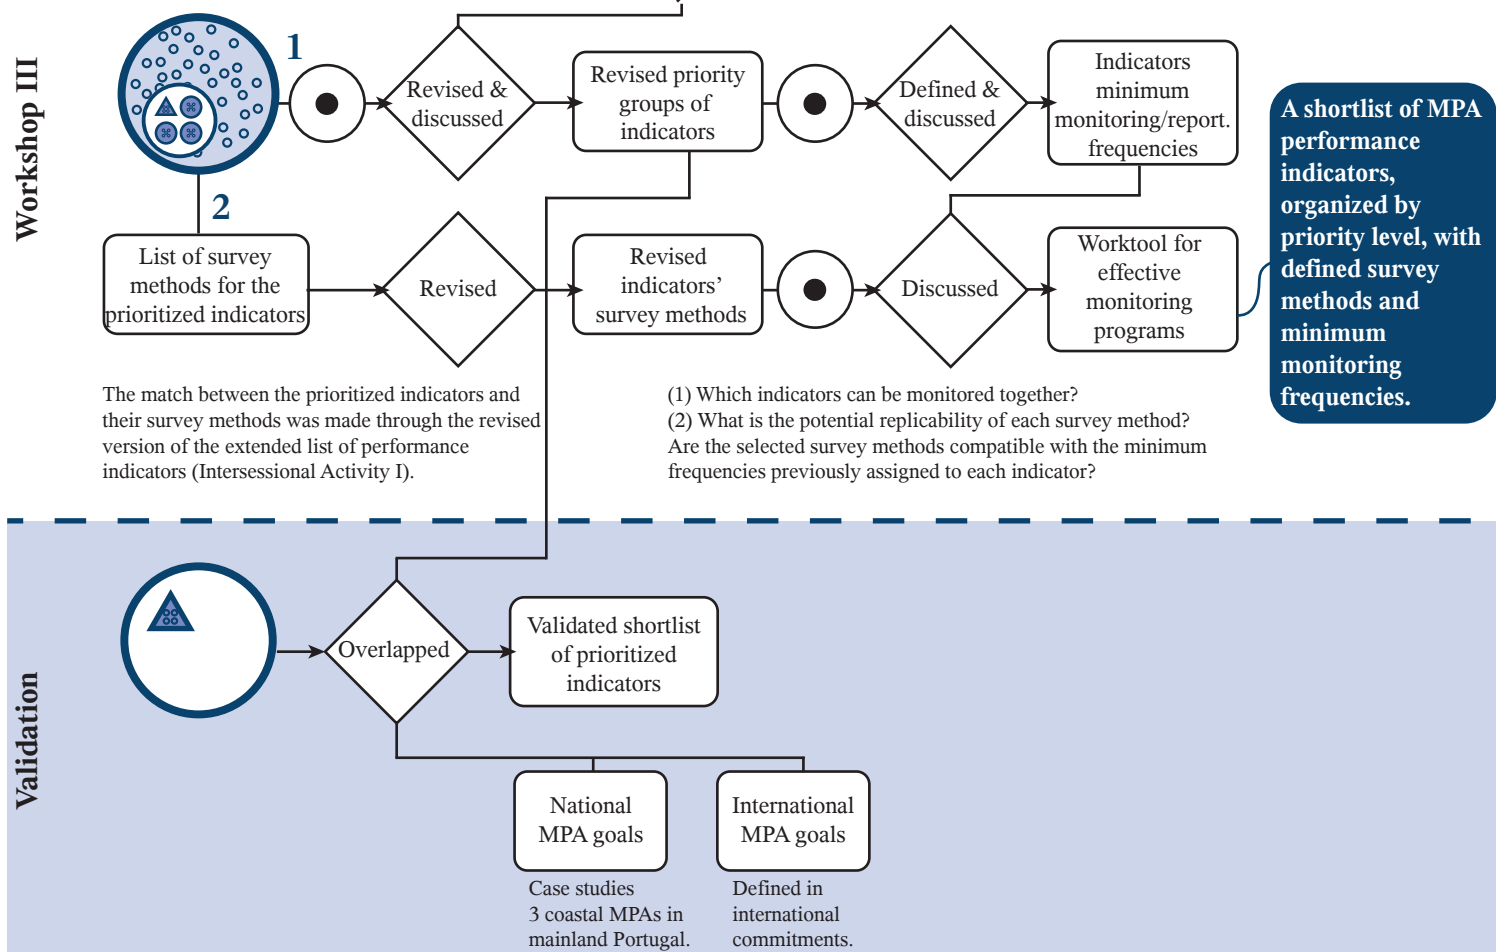 Workshop III
1
Revised &
discussed
Revised priority
groups of
indicators
Defined &
discussed
Indicators
minimum
monitoring/report.
frequencies
2
List of survey
methods for the
prioritized indicators
Revised
Revised
indicators’
survey methods
Discussed
Worktool for
effective
monitoring
programs
A shortlist of MPA
performance
indicators,
organized by
priority level, with
defined survey
methods and
minimum
monitoring
frequencies.
The match between the prioritized indicators and
their survey methods was made through the revised
version of the extended list of performance
indicators (Intersessional Activity I).
(1) Which indicators can be monitored together?
(2) What is the potential replicability of each survey method?
Are the selected survey methods compatible with the minimum
frequencies previously assigned to each indicator?
Validation
Overlapped
Validated shortlist
of prioritized
indicators
National
MPA goals
International
MPA goals
Case studies
3 coastal MPAs in
mainland Portugal.
Defined in
international
commitments.